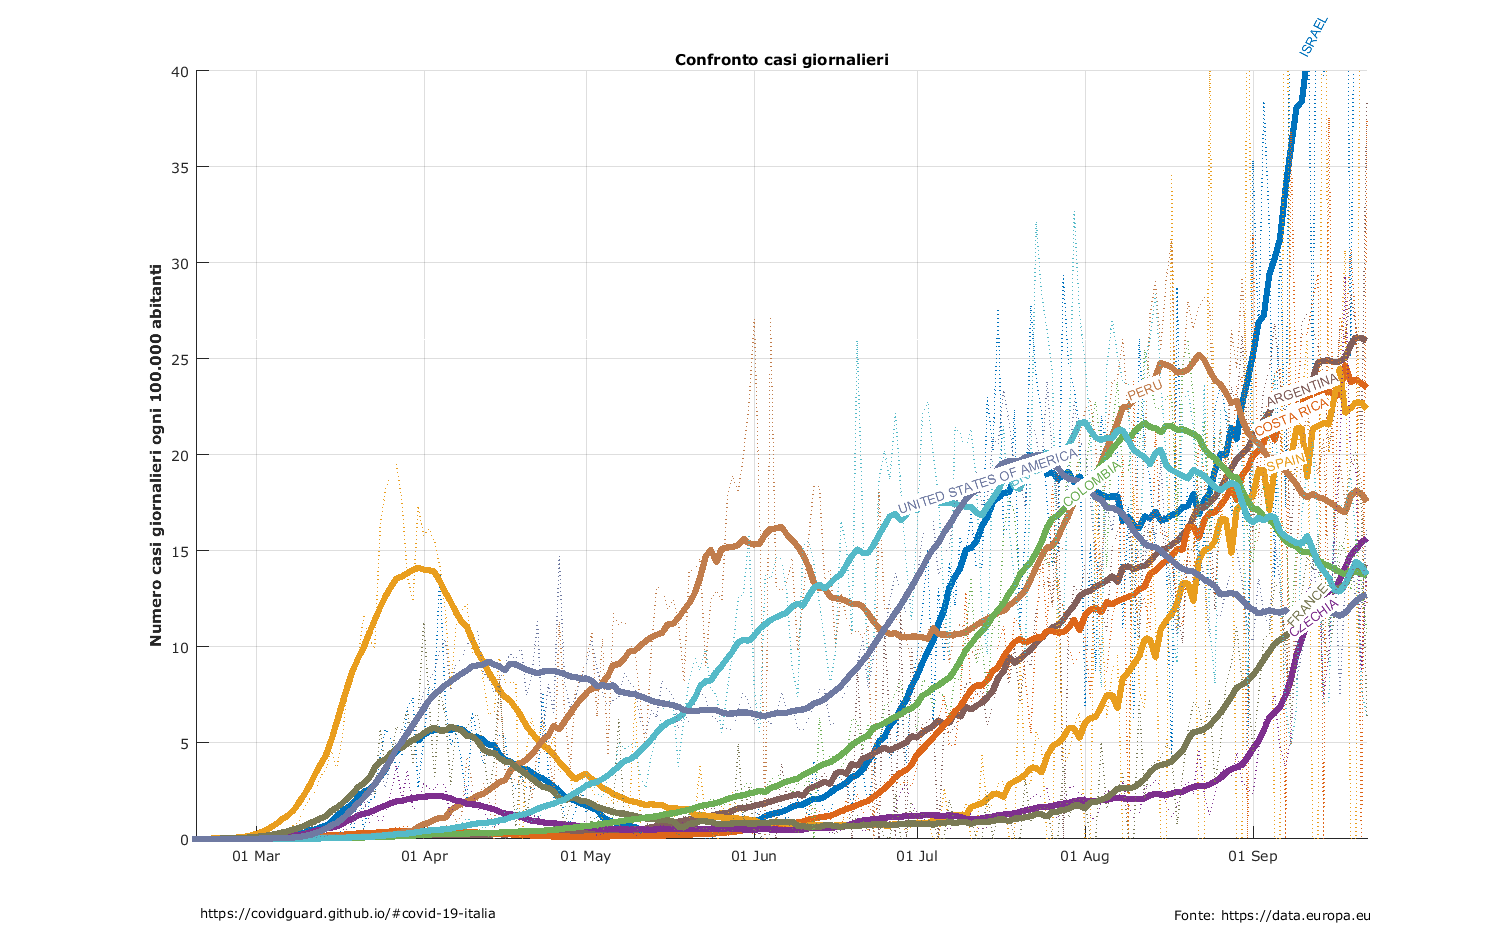 ISRAEL
Confronto casi giornalieri
Numero casi giornalieri ogni 100.000 abitanti
40
35
30
25
20
15
10
5
0
PERU
ARGENTINA
COSTA RICA
SPAIN
UNITED STATES OF AMERICA
COLOMBIA
FRANCE
CZECHIA
01 Mar
01 Apr
01 May
01 Jun
01 Jul
01 Aug
01 Sep
https://covidguard.github.io/#covid-19-italia
Fonte: https://data.europa.eu